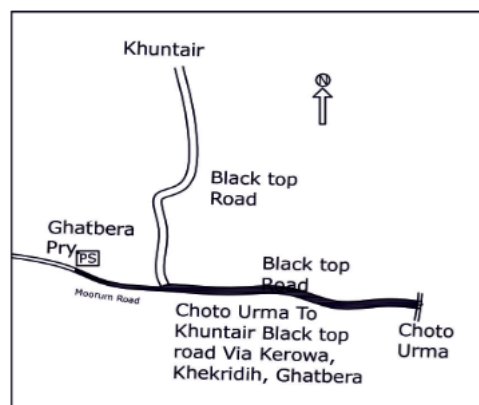 Khuntair
N
Black top
Road
Ghatbera
Pry.
PS
Moorum Road
Black top
Road
Choto Urma To
Khuntair Black top
road Via Kerowa,
Khekridih, Ghatbera
Choto
Urma